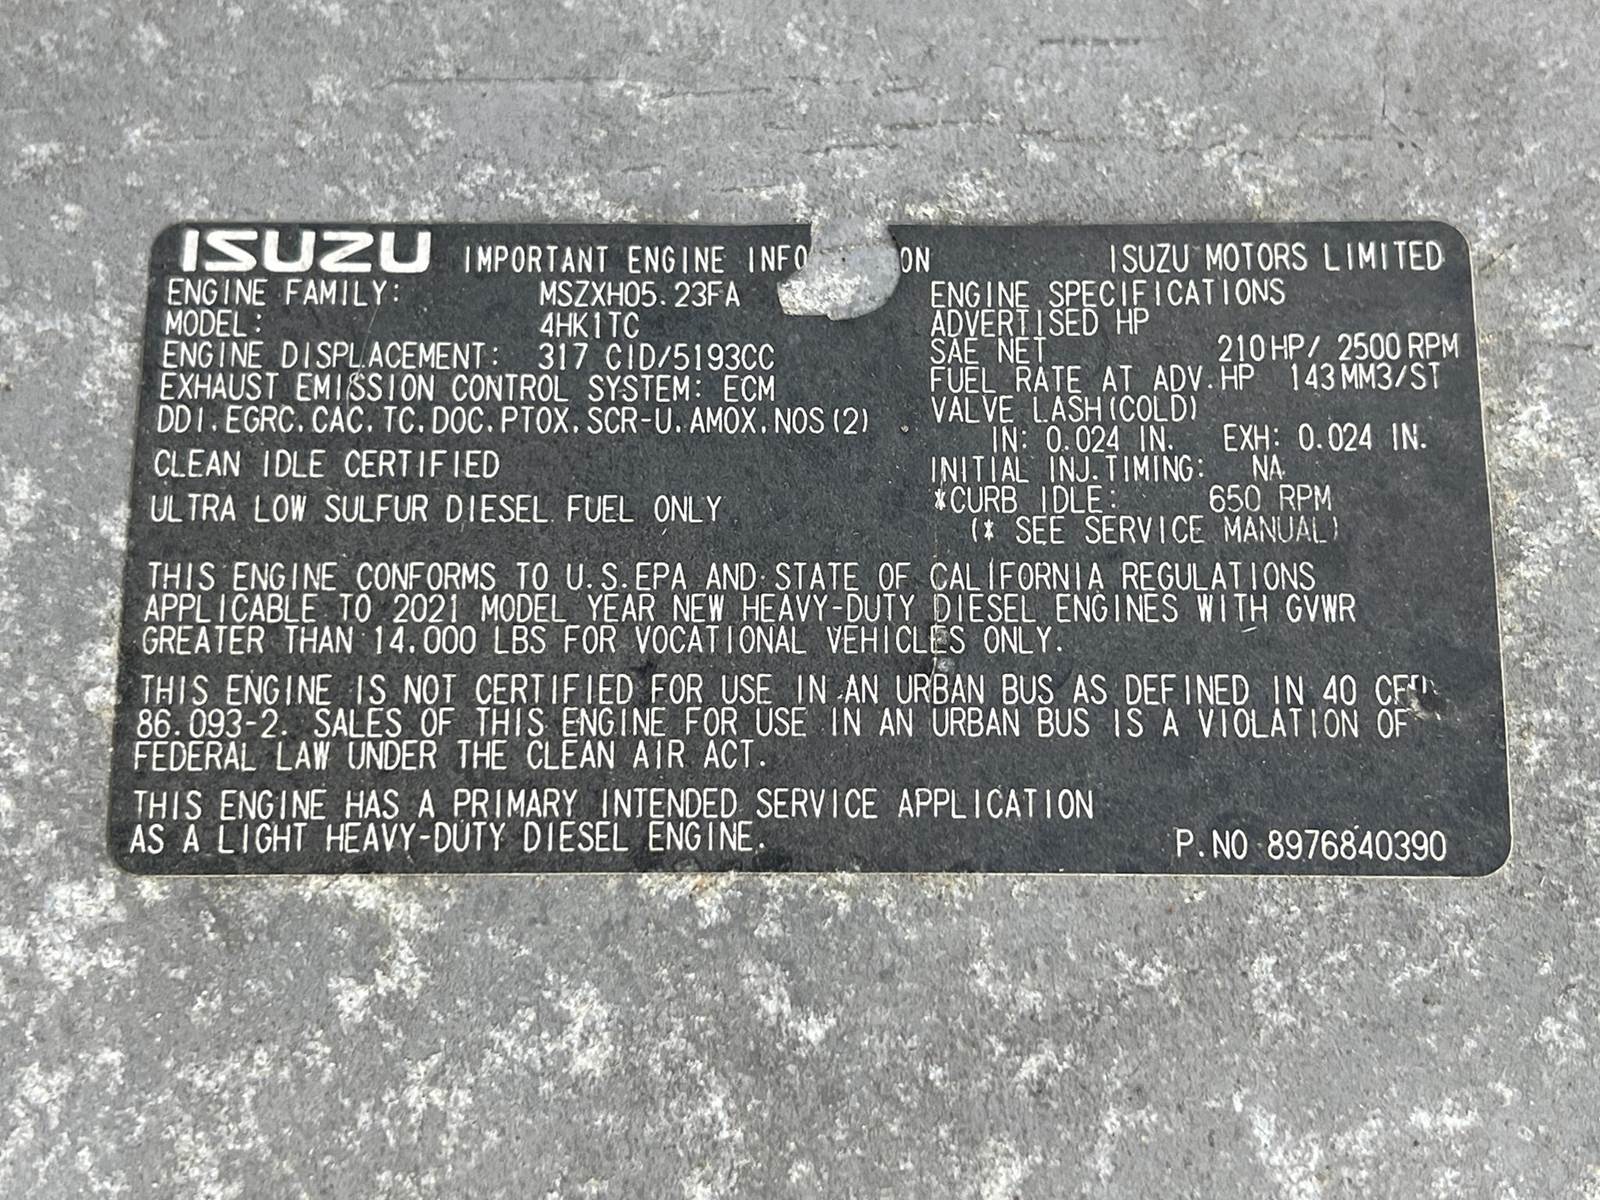 ISUZU IMPORTANT ENGINE INFO ON ISUZU MOTORS LIMITED
ENGINE FAMILY: MSZXH05.23FA
MODEL: 4HK1TC
ENGINE DISPLACEMENT: 317 CID/5193CC
EXHAUST EMISSION CONTROL SYSTEM: ECM
DDI.EGRC.CAC.TC.DOC.PTOX.SCR-U.AMOX.NOS(2)
CLEAN IDLE CERTIFIED
ULTRA LOW SULFUR DIESEL FUEL ONLY
ENGINE SPECIFICATIONS
ADVERTISED HP
SAE NET 210HP/ 2500RPM
FUEL RATE AT ADV.HP 143MM3/ST
VALVE LASH(COLD)
IN: 0.024 IN. EXH: 0.024 IN.
INITIAL INJ.TIMING: NA
*CURB IDLE: 650 RPM
(* SEE SERVICE MANUAL)
THIS ENGINE CONFORMS TO U.S.EPA AND STATE OF CALIFORNIA REGULATIONS
APPLICABLE TO 2021 MODEL YEAR NEW HEAVY-DUTY DIESEL ENGINES WITH GVWR
GREATER THAN 14.000 LBS FOR VOCATIONAL VEHICLES ONLY.
THIS ENGINE IS NOT CERTIFIED FOR USE IN AN URBAN BUS AS DEFINED IN 40 CFR
86.093-2. SALES OF THIS ENGINE FOR USE IN AN URBAN BUS IS A VIOLATION OF
FEDERAL LAW UNDER THE CLEAN AIR ACT.
THIS ENGINE HAS A PRIMARY INTENDED SERVICE APPLICATION
AS A LIGHT HEAVY-DUTY DIESEL ENGINE.
P.NO 8976840390